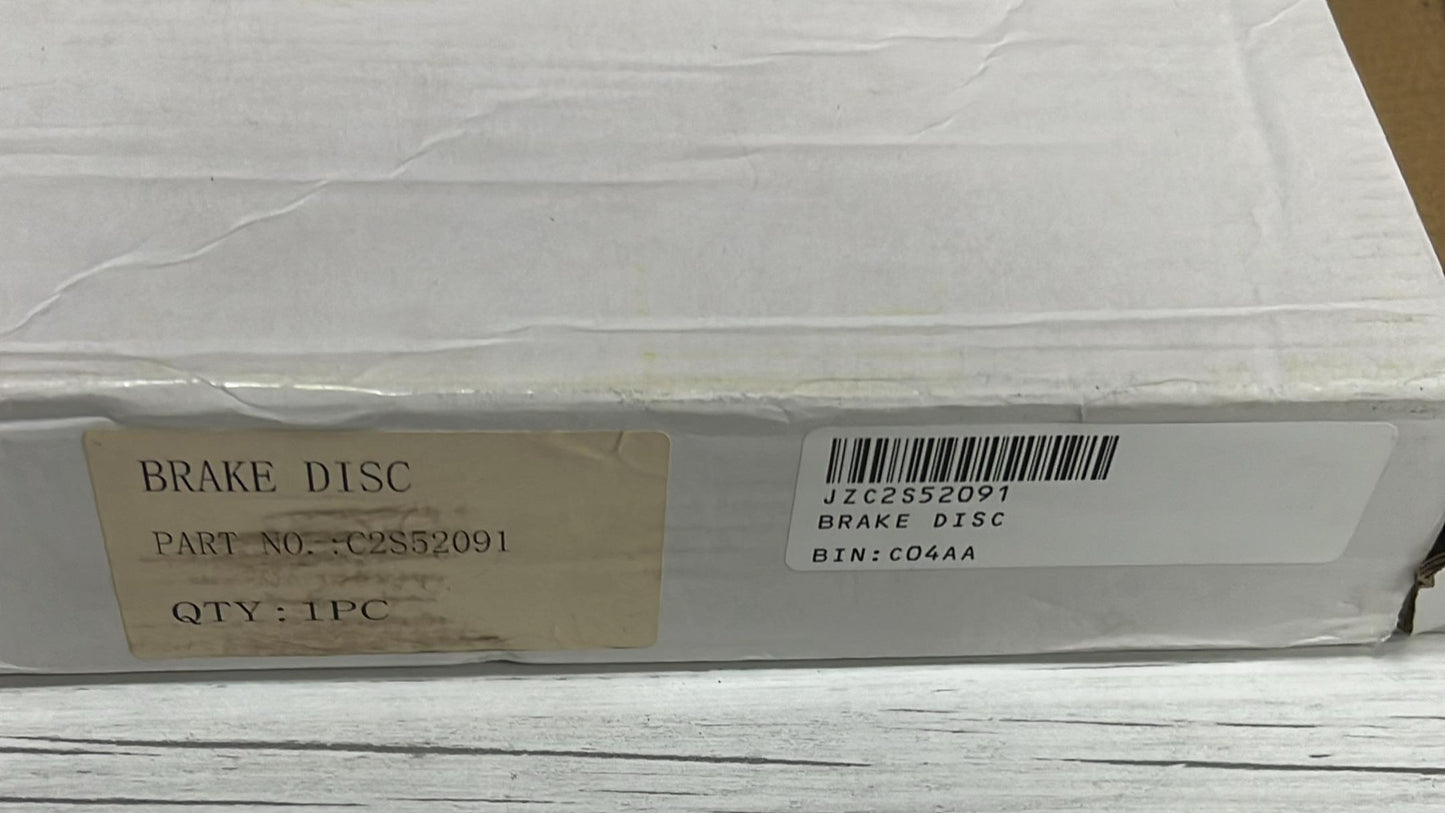 BRAKE DISC
PART NO.:C2S52091
QTY:1PC
JZC2S52091
BRAKE DISC
BIN:C04AA